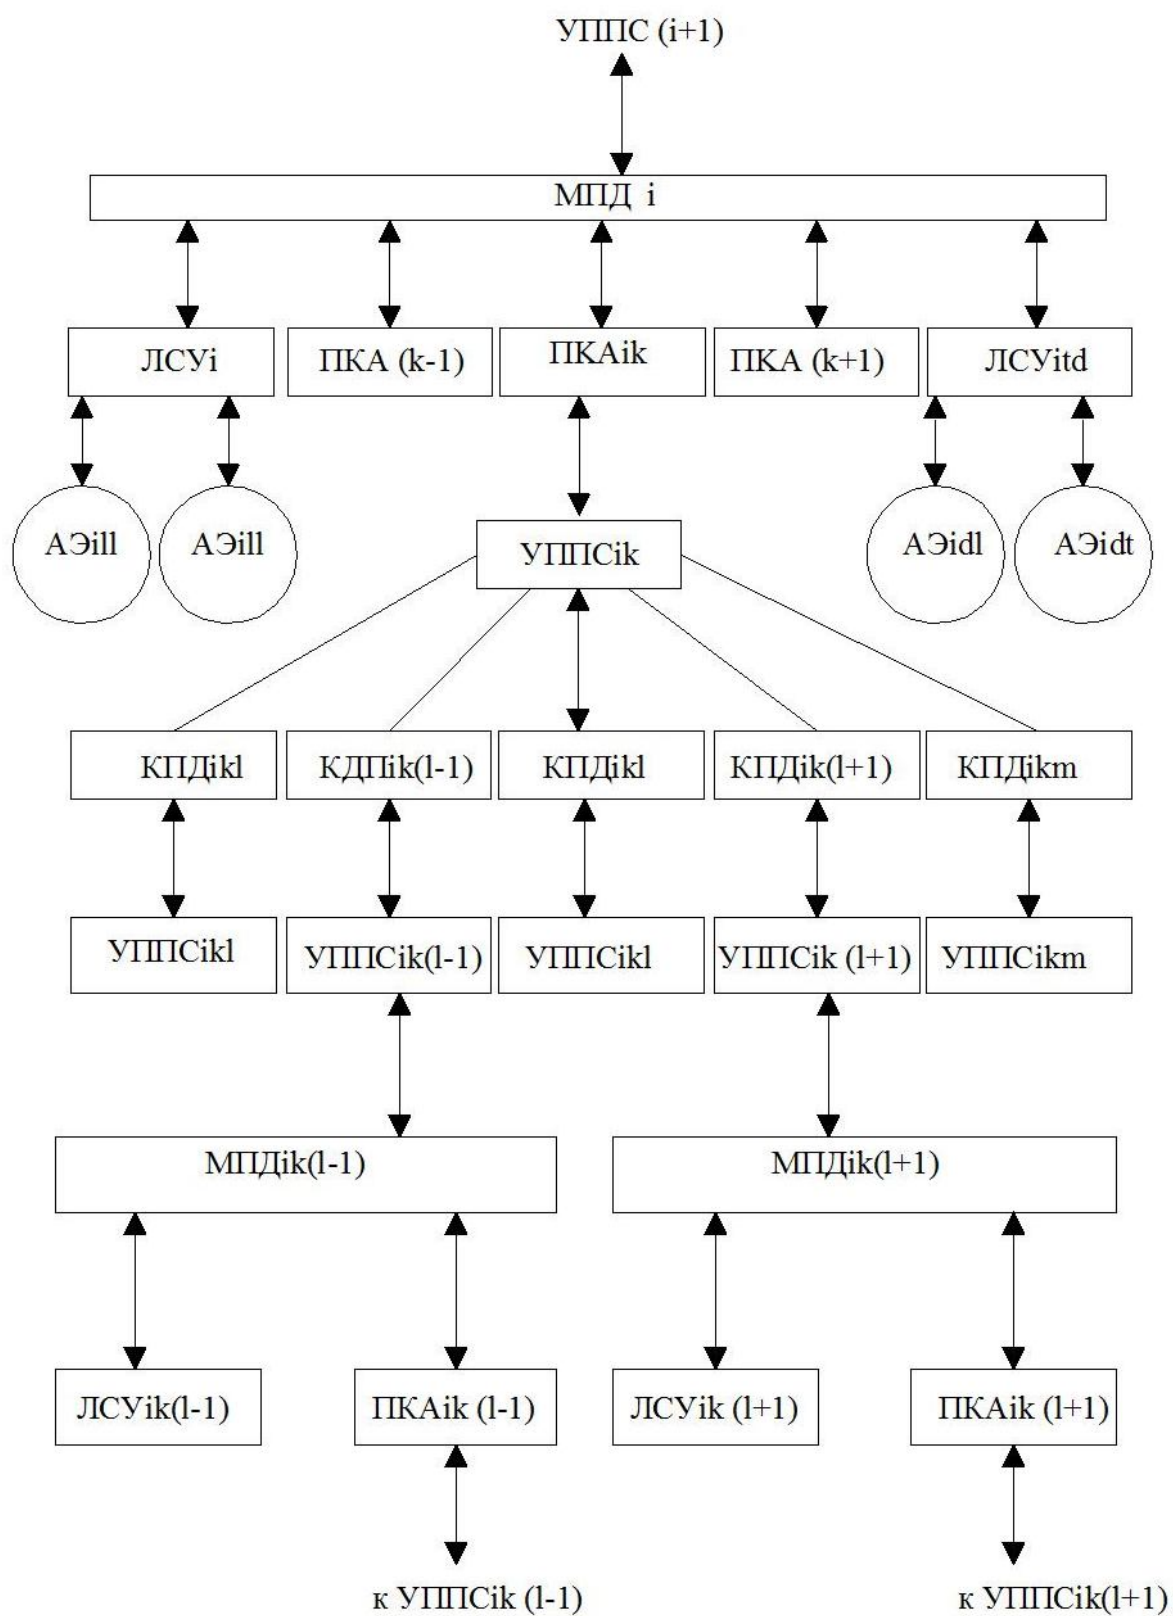 УППС (i+1)
МПД i
ЛСУi
ПКА (k-1)
ПКАik
ПКА (k+1)
ЛСУitd
АЭill
АЭill
АЭidl
АЭidt
УППСik
КПДikl
КДПik(l-1)
КПДikl
КПДik(l+1)
КПДikm
УППСikl
УППСik(l-1)
УППСikl
УППСik (l+1)
УППСikm
МПДik(l-1)
МПДik(l+1)
ЛСУik(l-1)
ПКАik (l-1)
ЛСУik (l+1)
ПКАik (l+1)
к УППСik (l-1)
к УППСik(l+1)